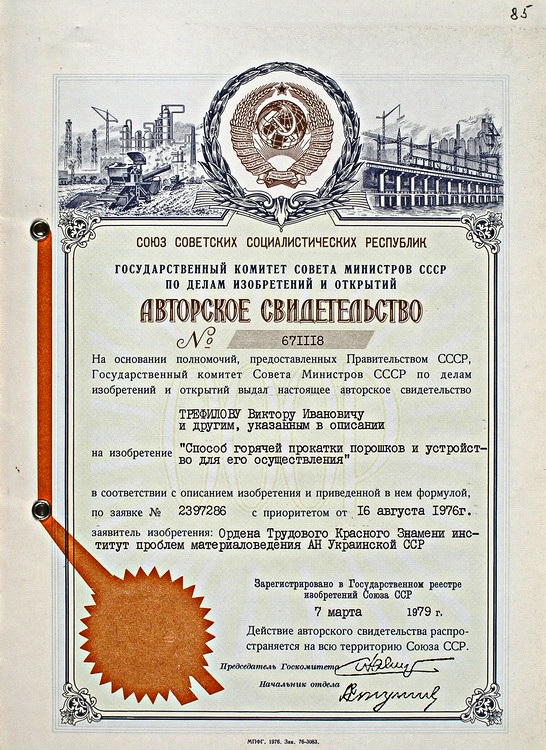 85
СОЮЗ СОВЕТСКИХ СОЦИАЛИСТИЧЕСКИХ РЕСПУБЛИК
ГОСУДАРСТВЕННЫЙ КОМИТЕТ СОВЕТА МИНИСТРОВ СССР
ПО ДЕЛАМ ИЗОБРЕТЕНИЙ И ОТКРЫТИЙ
АВТОРСКОЕ СВИДЕТЕЛЬСТВО
№ 671118
На основании полномочий, предоставленных Правительством СССР,
Государственный комитет Совета Министров СССР по делам
изобретений и открытий выдал настоящее авторское свидетельство
ТРЕФИЛОВУ Виктору Ивановичу
и другим, указанным в описании
на изобретение "Способ горячей прокатки порошков и устройст-
во для его осуществления"
в соответствии с описанием изобретения и приведенной в нем формулой,
по заявке № 2397286 с приоритетом от 16 августа 1976г.
заявитель изобретения: Ордена Трудового Красного Знамени инс-
титут проблем материаловедения АН Украинской ССР
Зарегистрировано в Государственном реестре
изобретений Союза ССР
7 марта 1979 г.
Действие авторского свидетельства распро-
страняется на всю территорию Союза ССР.
Председатель Госкомитета
Начальник отдела
МПФГ, 1976. Зак. 76-3083.